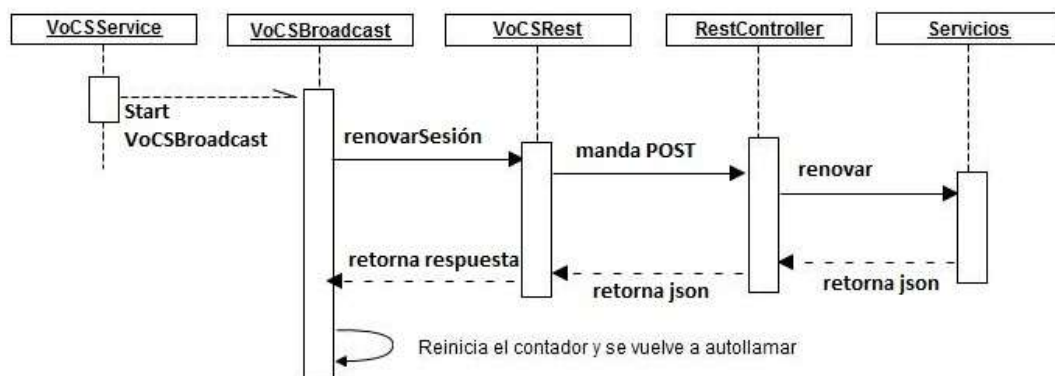 VoCSService
VoCSBroadcast
VoCSRest
RestController
Servicios
Start
VoCSBroadcast
renovarSesión
manda POST
renovar
retorna respuesta
retorna json
retorna json
Reinicia el contador y se vuelve a autollamar